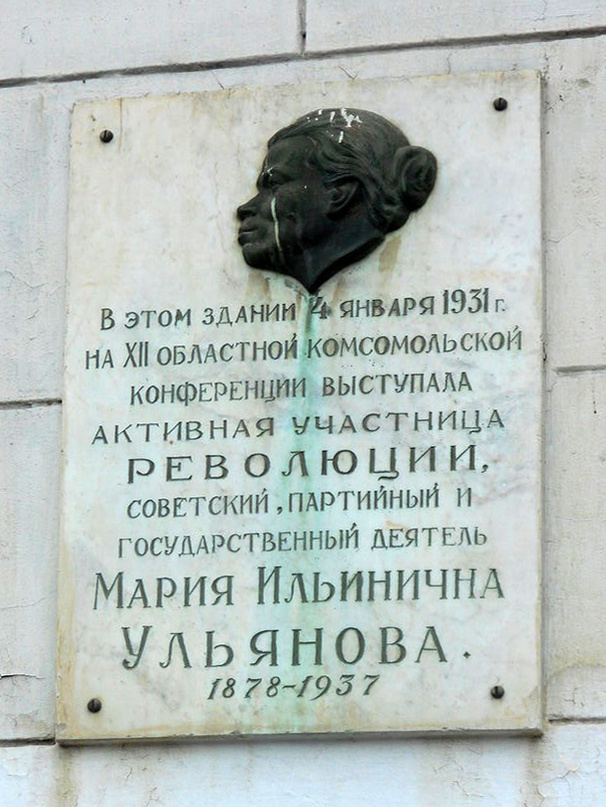 В этом здании 4 января 1931 г.
на XII областной комсомольской
конференции выступала
активная участница
революции,
советский, партийный и
государственный деятель
Мария Ильинична
Ульянова.
1878-1937